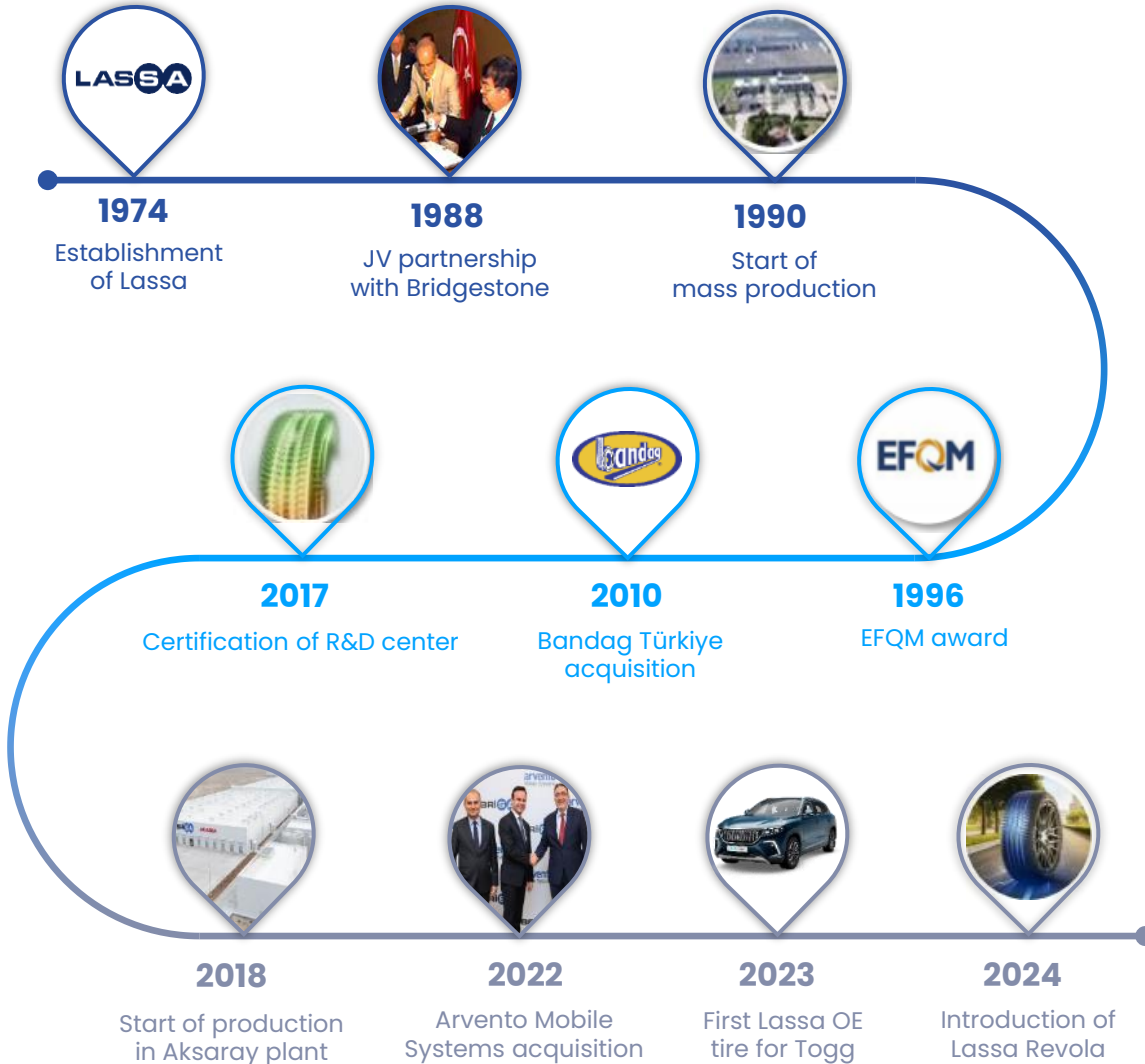 LASSA
1974
Establishment
of Lassa
1988
JV partnership
with Bridgestone
1990
Start of
mass production
EFQM
1996
EFQM award
bandag
2010
Bandag Türkiye
acquisition
2017
Certification of R&D center
2018
Start of production
in Aksaray plant
2022
Arvento Mobile
Systems acquisition
2023
First Lassa OE
tire for Togg
2024
Introduction of
Lassa Revola